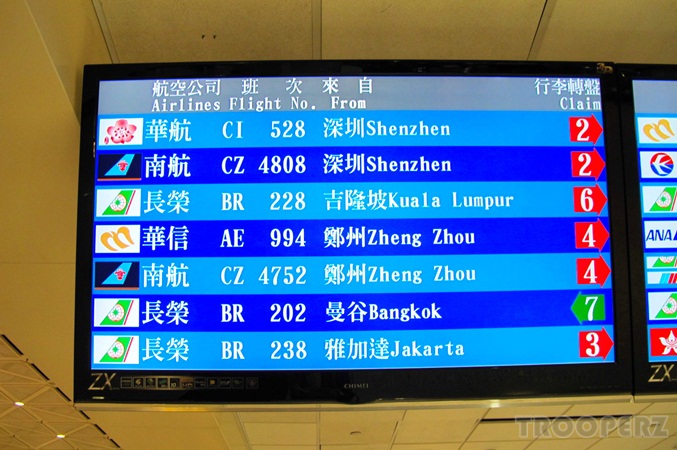 航空公司 班 次 來 自 行李轉盤
Airlines Flight No. From Claim
華航 CI 528 深圳Shenzhen 2
南航 CZ 4808 深圳Shenzhen 2
長榮 BR 228 吉隆坡Kuala Lumpur 6
華信 AE 994 鄭州Zheng Zhou 4
南航 CZ 4752 鄭州Zheng Zhou 4
長榮 BR 202 曼谷Bangkok 7
長榮 BR 238 雅加達Jakarta 3
ANA
ZX
CHIMEI
ZX
TROOPERZ